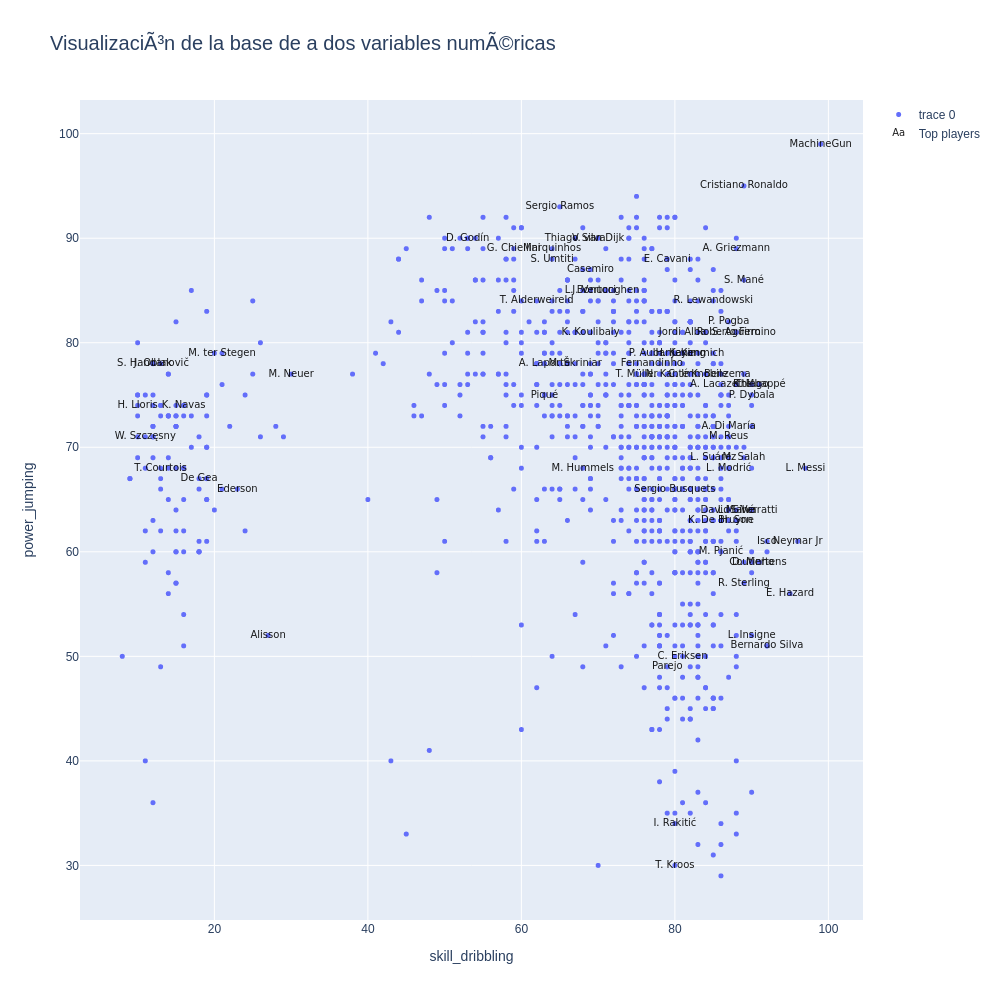 VisualizaciÃ³n de la base de a dos variables numÃ©ricas
trace 0
Aa Top players
100
90
80
70
60
50
40
30
power_jumping
MachineGun
Cristiano Ronaldo
Sergio Ramos
D. Godín
Thiago Silva
V. van Dijk
G. Chiellini
Marquinhos
A. Griezmann
S. Umtiti
E. Cavani
Casemiro
S. Mané
T. Alderweireld
R. Lewandowski
P. Pogba
K. Koulibaly
Jordi Alba
S. Agüero
Roberto Firmino
M. ter Stegen
S. Handanovič
J. Oblak
A. Laporte
M. Škriniar
Fernandinho
M. Neuer
T. Müller
A. Lacazette
Piqué
P. Dybala
H. Lloris
K. Navas
A. Di María
W. Szczęsny
M. Reus
L. Suárez
M. Salah
T. Courtois
M. Hummels
L. Modrić
L. Messi
De Gea
Ederson
Sergio Busquets
David Silva
K. De Bruyne
H. Son
Isco
Neymar Jr
M. Pjanić
D. Mertens
R. Sterling
E. Hazard
Alisson
L. Insigne
Bernardo Silva
C. Eriksen
Parejo
I. Rakitić
T. Kroos
20
40
60
80
100
skill_dribbling